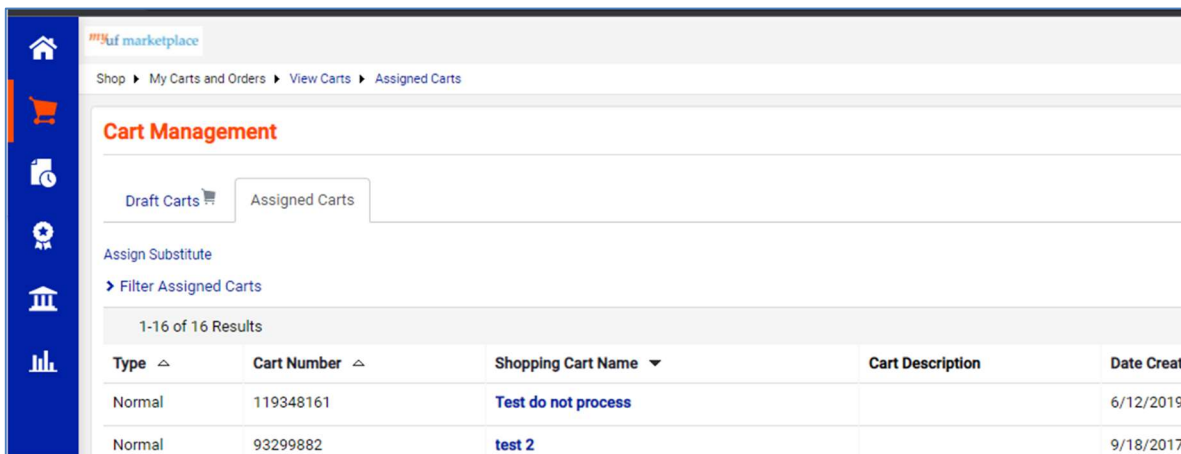 myuf marketplace
Shop ▸ My Carts and Orders ▸ View Carts ▸ Assigned Carts
Cart Management
Draft Carts Assigned Carts
Assign Substitute
Filter Assigned Carts
1-16 of 16 Results
Type Cart Number Shopping Cart Name Cart Description Date Creat
Normal 119348161 Test do not process 6/12/2019
Normal 93299882 test 2 9/18/2017